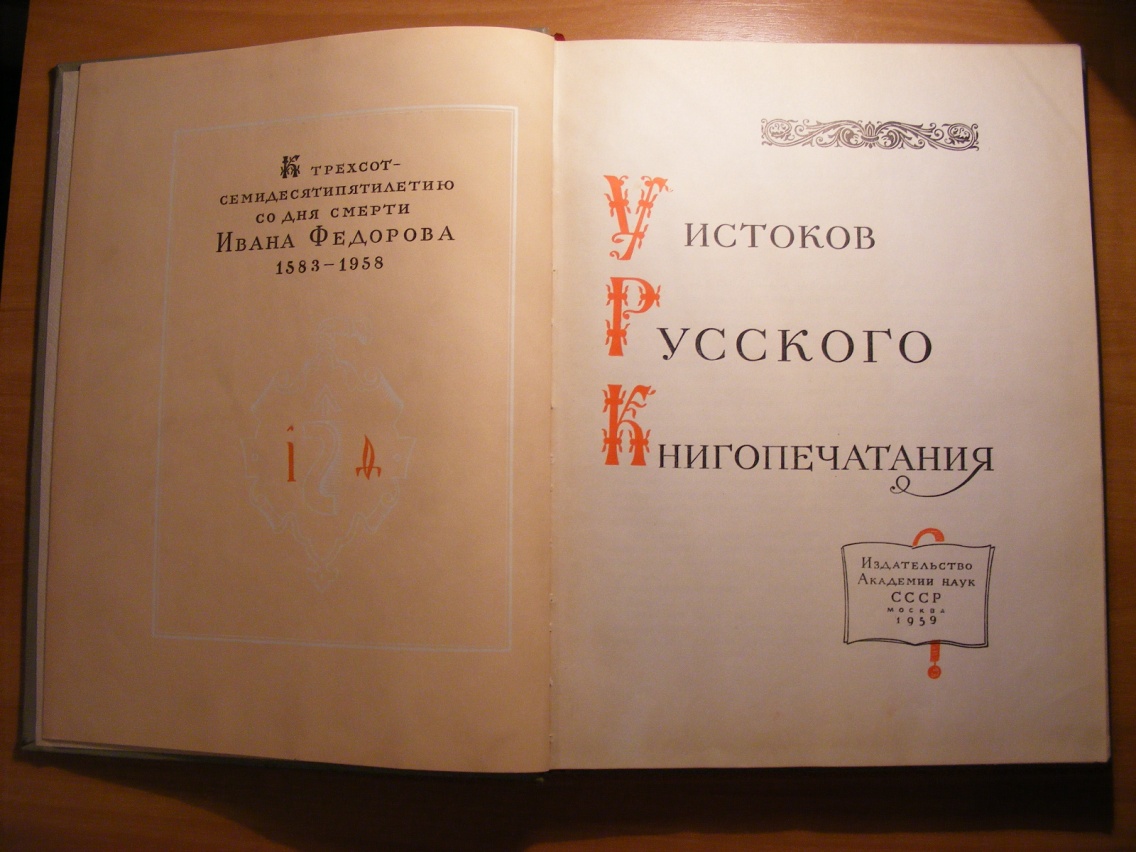 К трехсот-
семидесятипятилетию
со дня смерти
Ивана Федорова
1583–1958
І Д
У истоков
Русского
Книгопечатания
Издательство
Академии наук
СССР
москва
1959